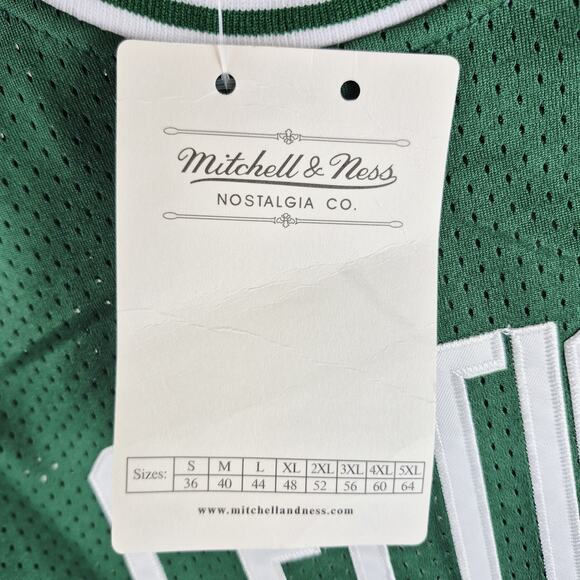 Mitchell & Ness
NOSTALGIA CO.
Sizes: S M L XL 2XL 3XL 4XL 5XL
36 40 44 48 52 56 60 64
www.mitchellandness.com